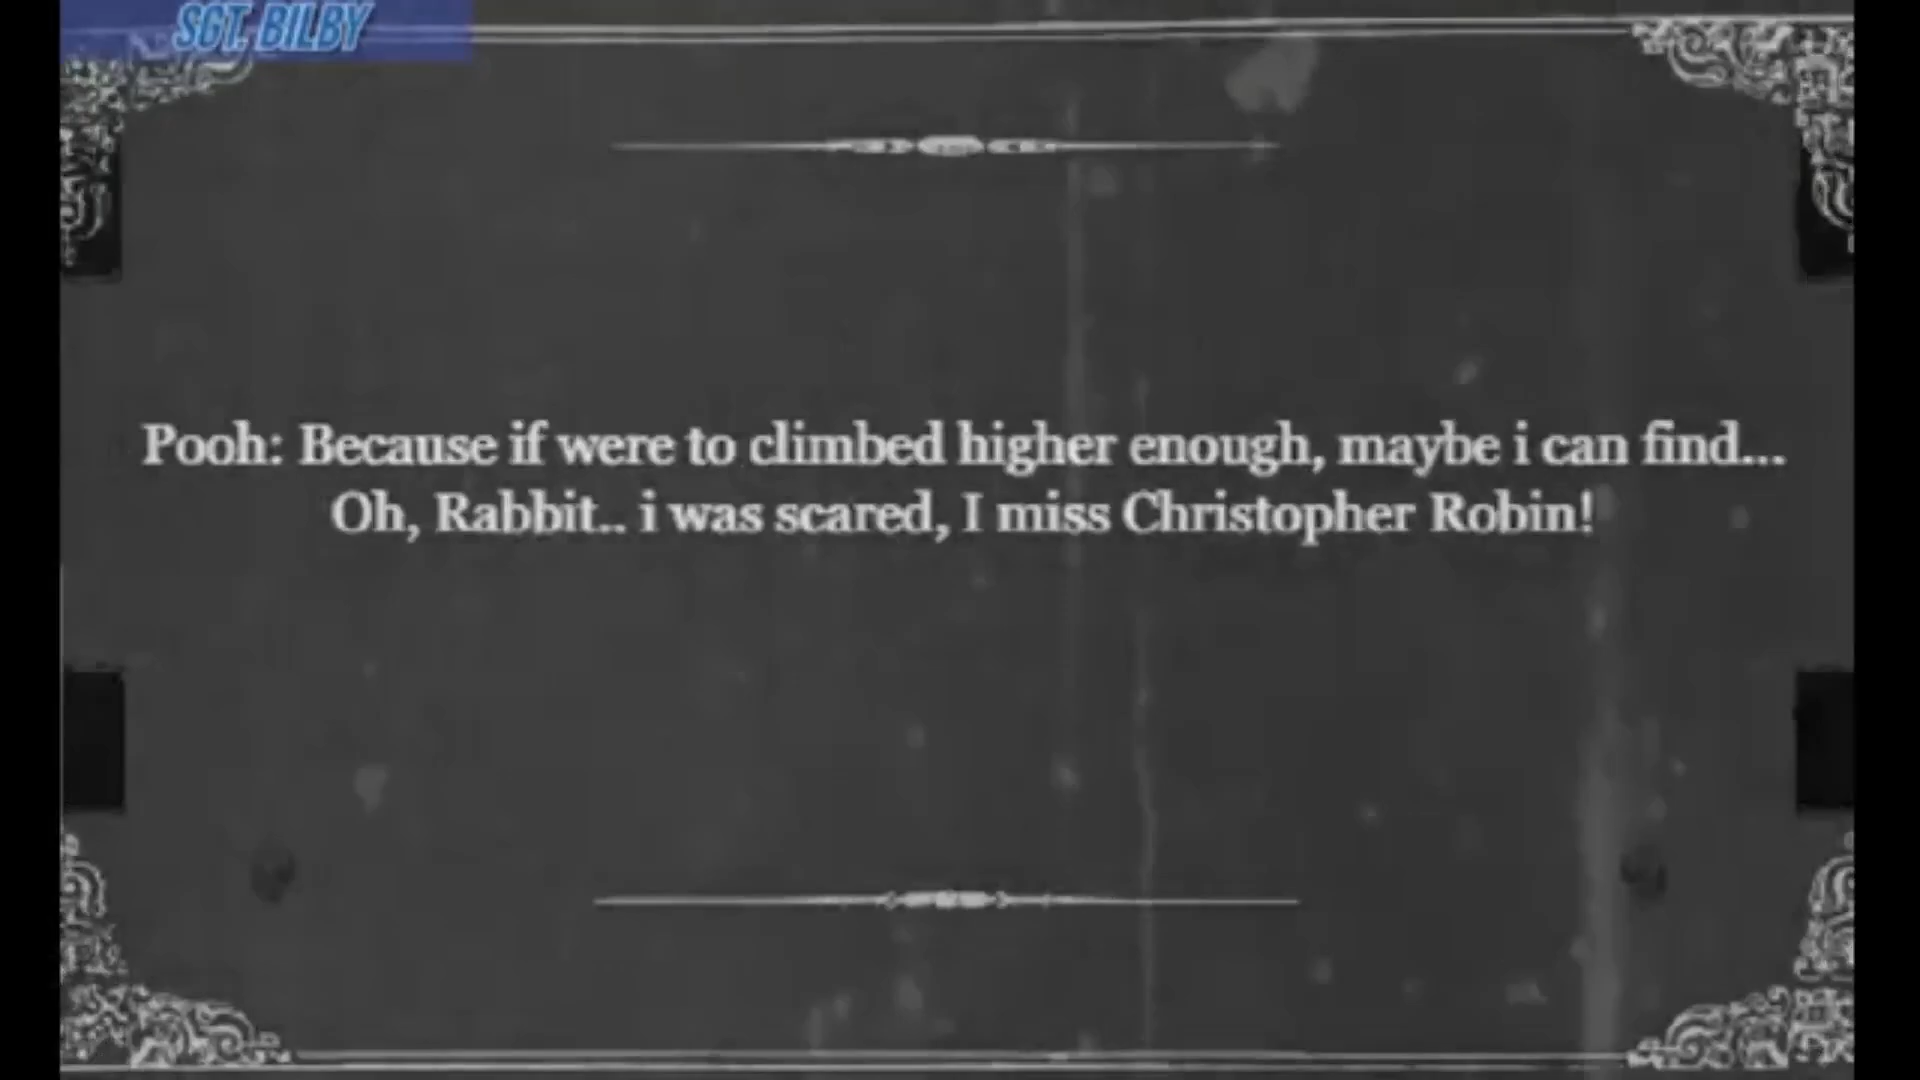 SGT. BILBY
Pooh: Because if were to climbed higher enough, maybe i can find...
Oh, Rabbit.. i was scared, I miss Christopher Robin!